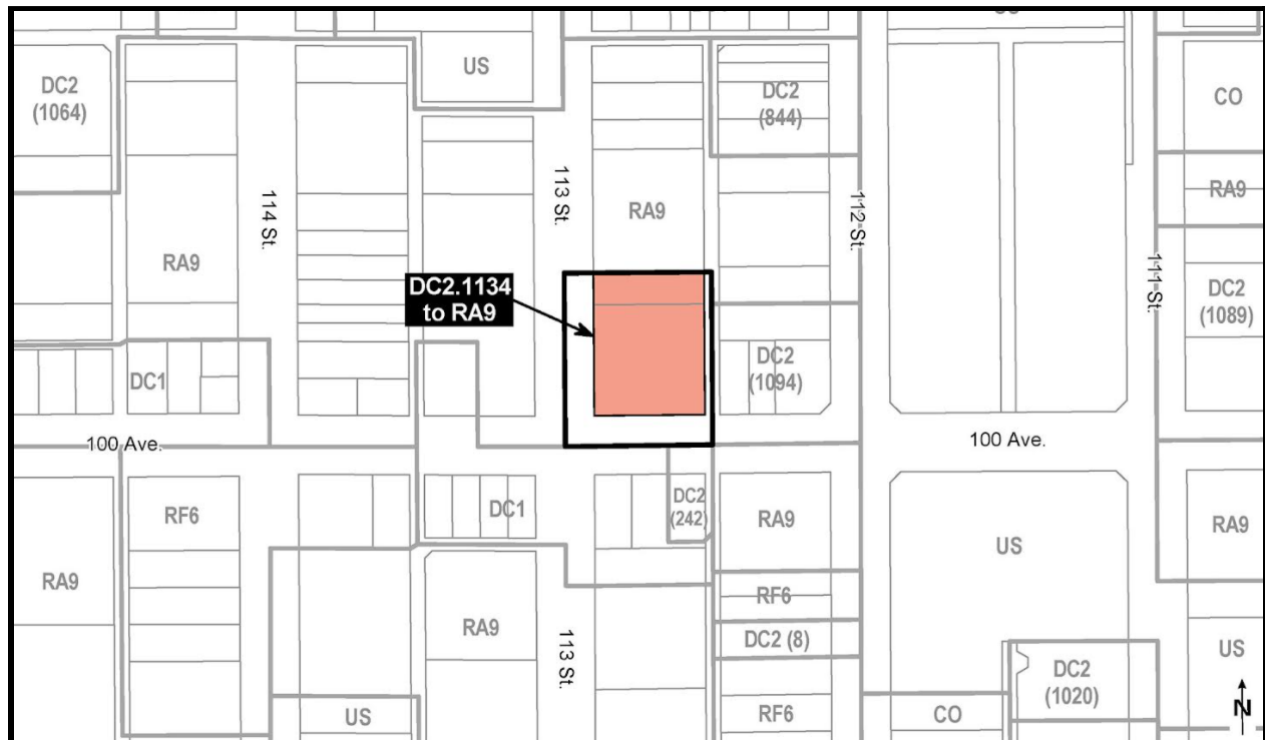 US
DC2
(1064)
DC2
(844)
CO
RA9
114 St.
113 St.
RA9
112 St.
RA9
111 St.
DC2.1134
to RA9
DC2
(1089)
DC1
DC2
(1094)
100 Ave.
100 Ave.
RF6
DC1
DC2
(242)
RA9
RA9
US
RA9
RF6
RA9
113 St.
DC2 (8)
US
DC2
(1020)
US
RF6
CO
N